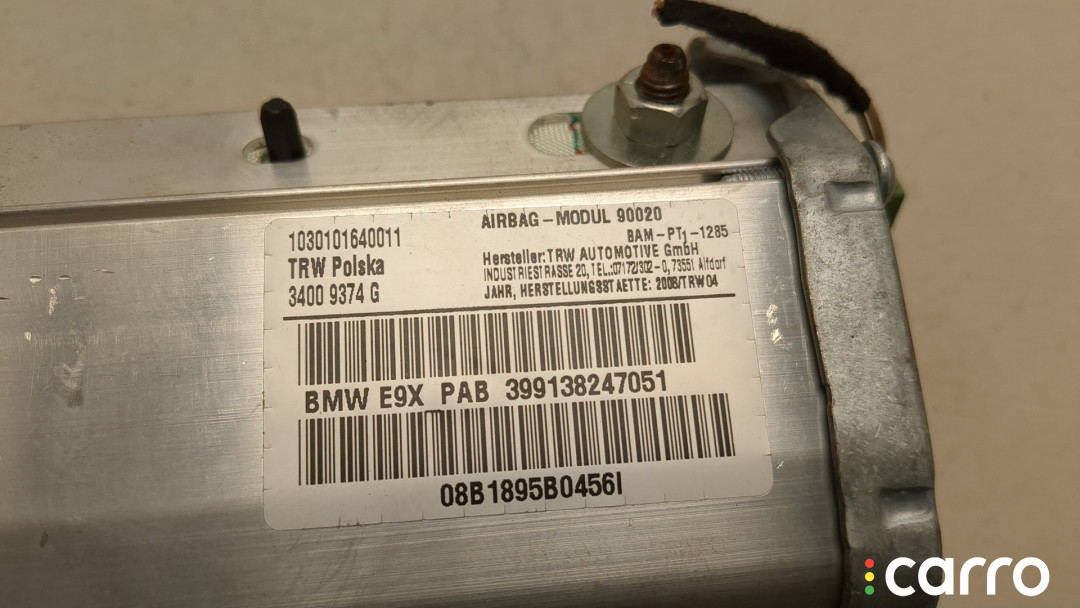 1030101640011
TRW Polska
3400 9374 G
AIRBAG-MODUL 90020
BAM-PT1-1285
Hersteller:TRW AUTOMOTIVE GmbH
INDUSTRIESTRASSE 20, TEL.:07172/302-0, 73551 Alfdorf
JAHR, HERSTELLUNGSSTAETTE: 2008/TRW04
BMW E9X PAB 399138247051
08B1895B0456I
carro